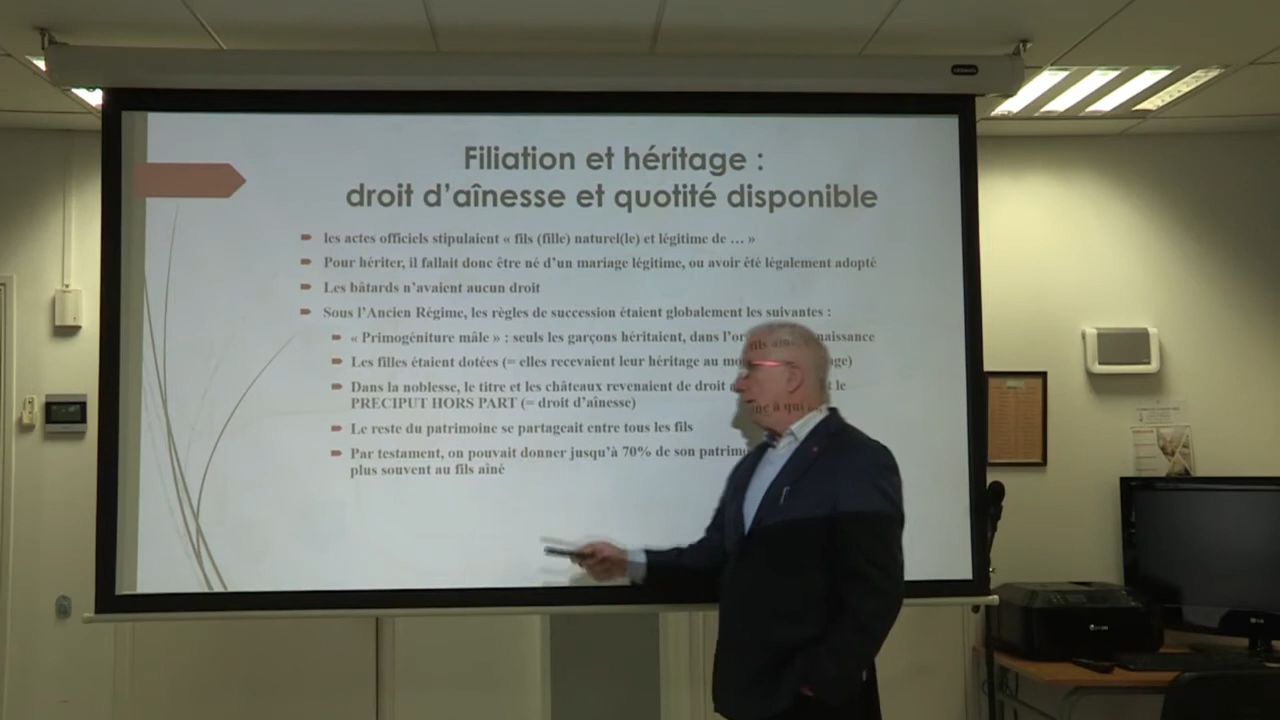 Filiation et héritage :
droit d'aînesse et quotité disponible
les actes officiels stipulaient « fils (fille) naturel(le) et légitime de … »
Pour hériter, il fallait donc être né d'un mariage légitime, ou avoir été légalement adopté
Les bâtards n'avaient aucun droit
Sous l'Ancien Régime, les règles de succession étaient globalement les suivantes :
« Primogéniture mâle » : seuls les garçons héritaient, dans naissance
Les filles étaient dotées (= elles recevaient leur héritage au
Dans la noblesse, le titre et les châteaux revenaient de droit fils le
PRECIPUT HORS PART (= droit d'aînesse)
Le reste du patrimoine se partageait entre tous les fils
Par testament, on pouvait donner jusqu'à 70% de son à qui
plus souvent au fils aîné
LG